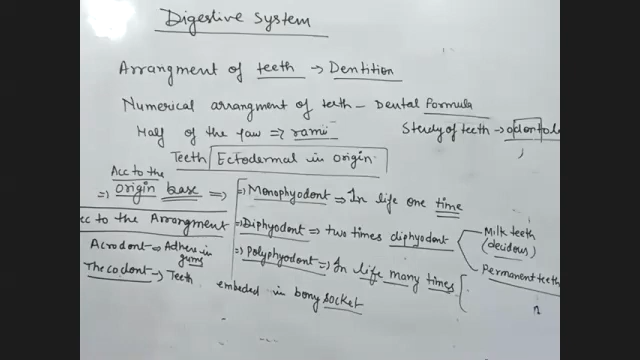 Digestive system
Arrangment of teeth → Dentition
Numerical arrangment of teeth - Dental formula
Half of the jaw => rami
Study of teeth → odontolo
Teeth Ectodermal in origin
Acc to the
=> origin base =>
=> Monophyodont => In life one time
=> Diphyodont => two times diphyodont
Milk teeth
(decidous)
Permanent teeth
=> Polyphyodont => In life many times
cc to the Arrangment
Acrodont => Adhere in
gums
Thecodont → Teeth embeded in bony socket